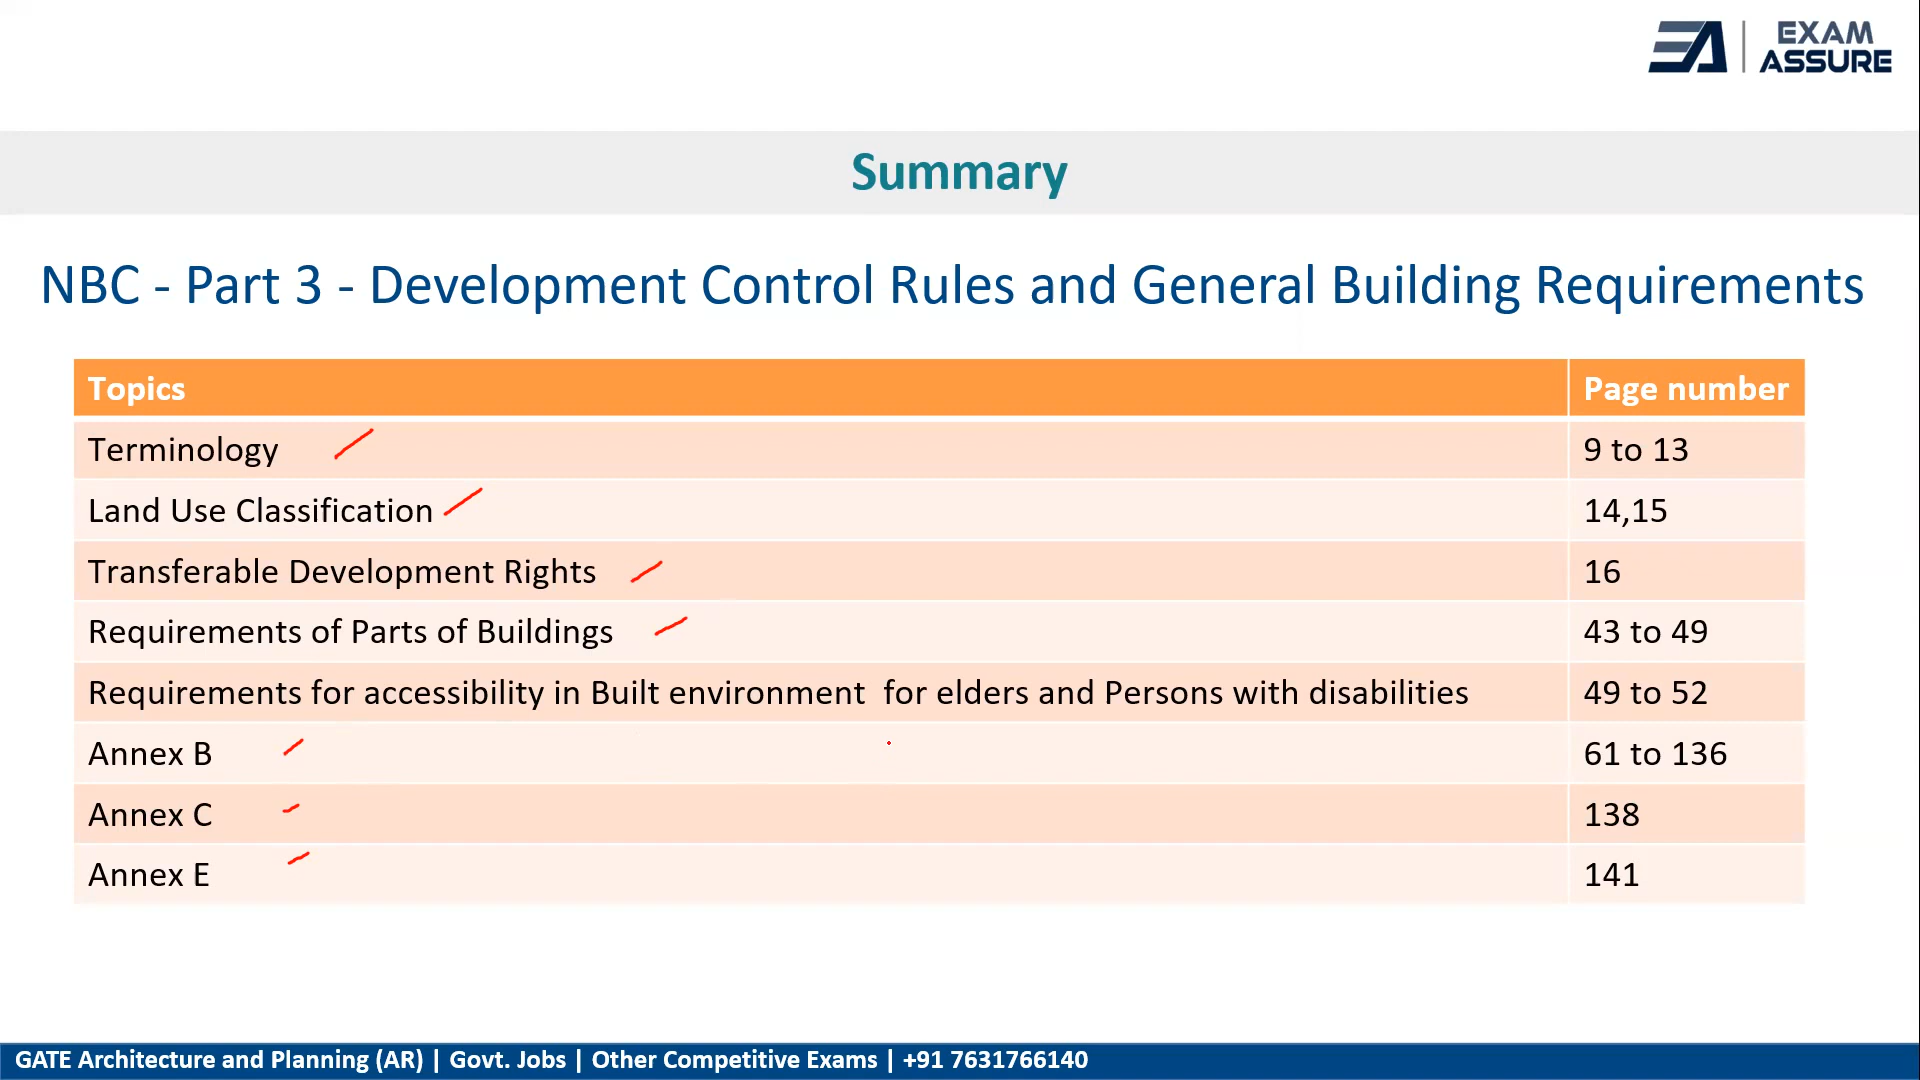 EXAM
ASSURE
Summary
NBC - Part 3 - Development Control Rules and General Building Requirements
Topics Page number
Terminology 9 to 13
Land Use Classification 14,15
Transferable Development Rights 16
Requirements of Parts of Buildings 43 to 49
Requirements for accessibility in Built environment for elders and Persons with disabilities 49 to 52
Annex B 61 to 136
Annex C 138
Annex E 141
GATE Architecture and Planning (AR) | Govt. Jobs | Other Competitive Exams | +91 7631766140